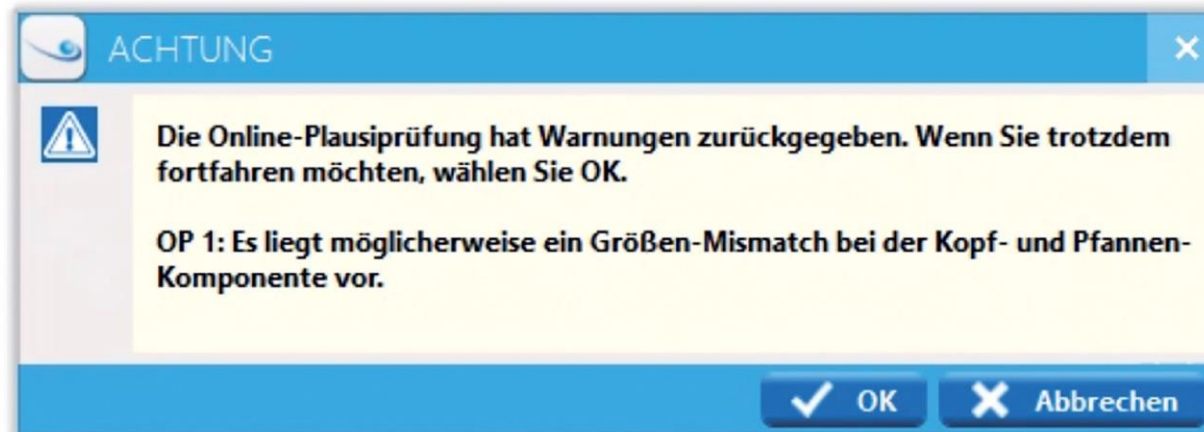 ACHTUNG
Die Online-Plausiprüfung hat Warnungen zurückgegeben. Wenn Sie trotzdem
fortfahren möchten, wählen Sie OK.
OP 1: Es liegt möglicherweise ein Größen-Mismatch bei der Kopf- und Pfannen-
Komponente vor.
OK
Abbrechen